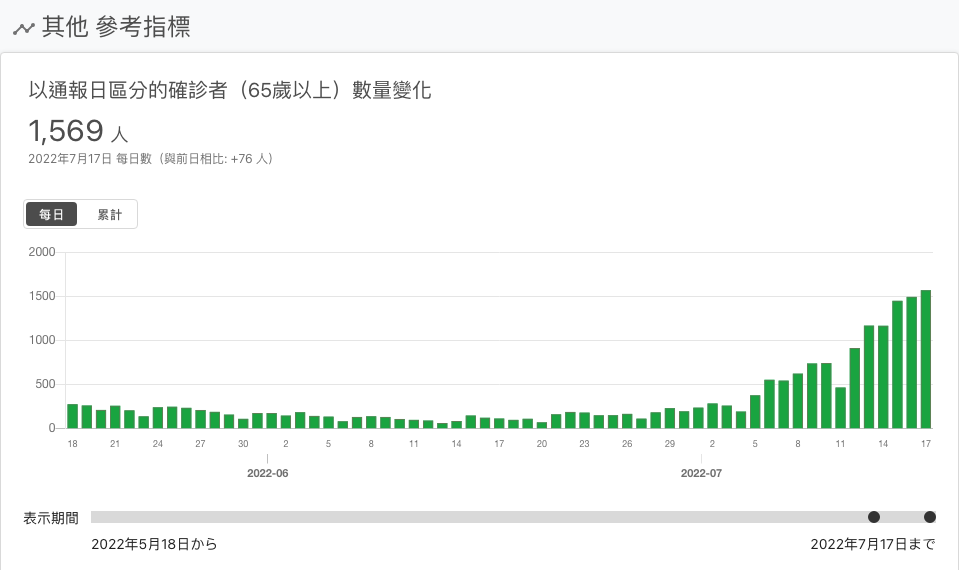 其他 參考指標
以通報日區分的確診者（65歲以上）數量變化
1,569 人
2022年7月17日 每日數（與前日相比: +76 人）
每日 累計
2000
1500
1000
500
0
18 21 24 27 30 2 5 8 11 14 17 20 23 26 29 2 5 8 11 14 17
2022-06 2022-07
表示期間
2022年5月18日から 2022年7月17日まで